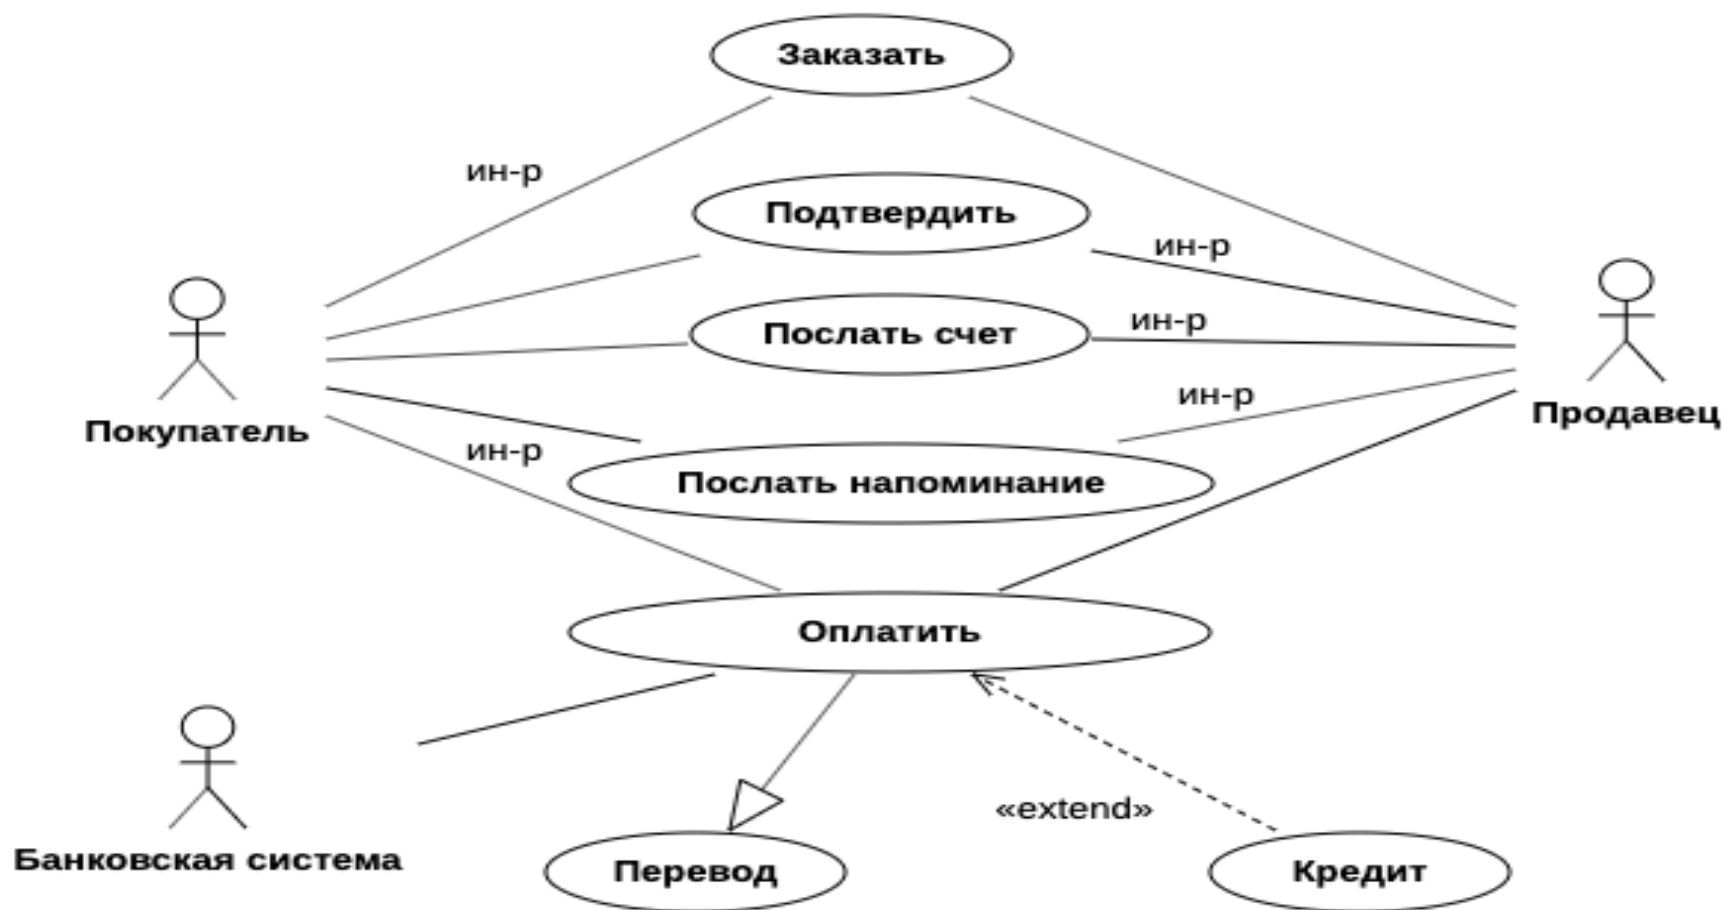 Заказать
ин-р
Подтвердить
ин-р
Послать счет
ин-р
ин-р
Покупатель
Продавец
ин-р
Послать напоминание
Оплатить
«extend»
Банковская система
Перевод
Кредит